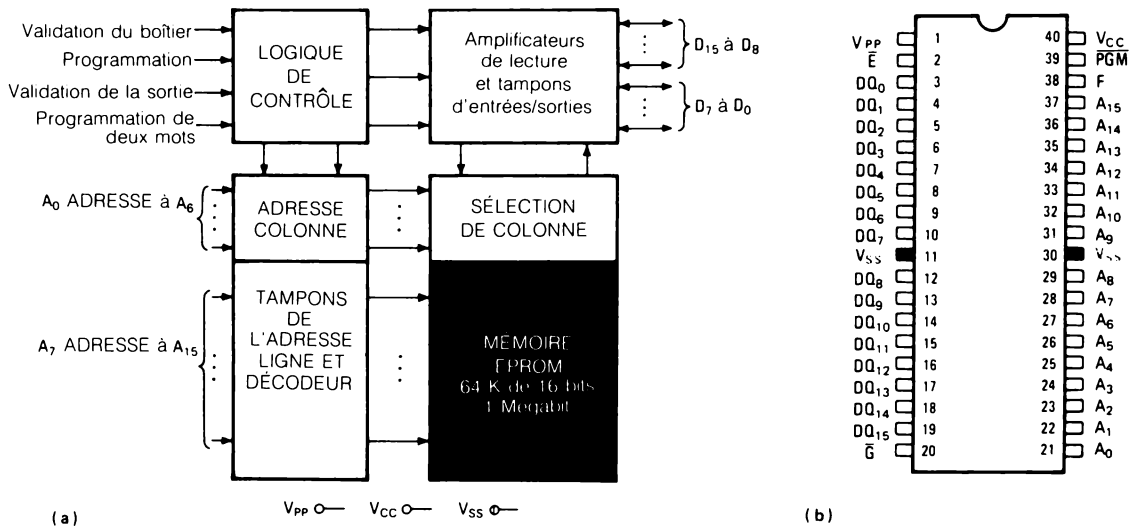 Validation du boîtier
Programmation
Validation de la sortie
Programmation de
deux mots
LOGIQUE
DE
CONTRÔLE
Amplificateurs
de lecture
et tampons
d'entrées/sorties
D15 à D8
D7 à D0
A0 ADRESSE à A6
ADRESSE
COLONNE
SÉLECTION
DE COLONNE
A7 ADRESSE à A15
TAMPONS
DE
L'ADRESSE
LIGNE ET
DÉCODEUR
MÉMOIRE
EPROM
64 K de 16 bits
1 Megabit
VPP VCC VSS
(a)
VPP 1 40 VCC
E̅ 2 39 P̅G̅M̅
DQ0 3 38 F
DQ1 4 37 A15
DQ2 5 36 A14
DQ3 6 35 A13
DQ4 7 34 A12
DQ5 8 33 A11
DQ6 9 32 A10
DQ7 10 31 A9
VSS 11 30 VSS
DQ8 12 29 A8
DQ9 13 28 A7
DQ10 14 27 A6
DQ11 15 26 A5
DQ12 16 25 A4
DQ13 17 24 A3
DQ14 18 23 A2
DQ15 19 22 A1
G̅ 20 21 A0
(b)